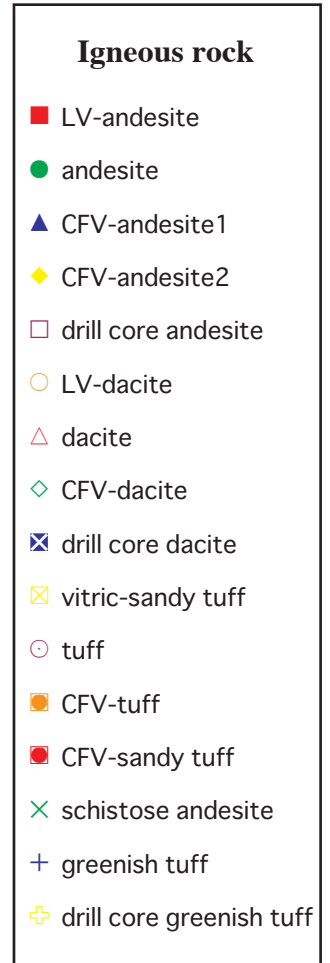 Igneous rock
LV-andesite
andesite
CFV-andesite1
CFV-andesite2
drill core andesite
LV-dacite
dacite
CFV-dacite
drill core dacite
vitric-sandy tuff
tuff
CFV-tuff
CFV-sandy tuff
schistose andesite
greenish tuff
drill core greenish tuff